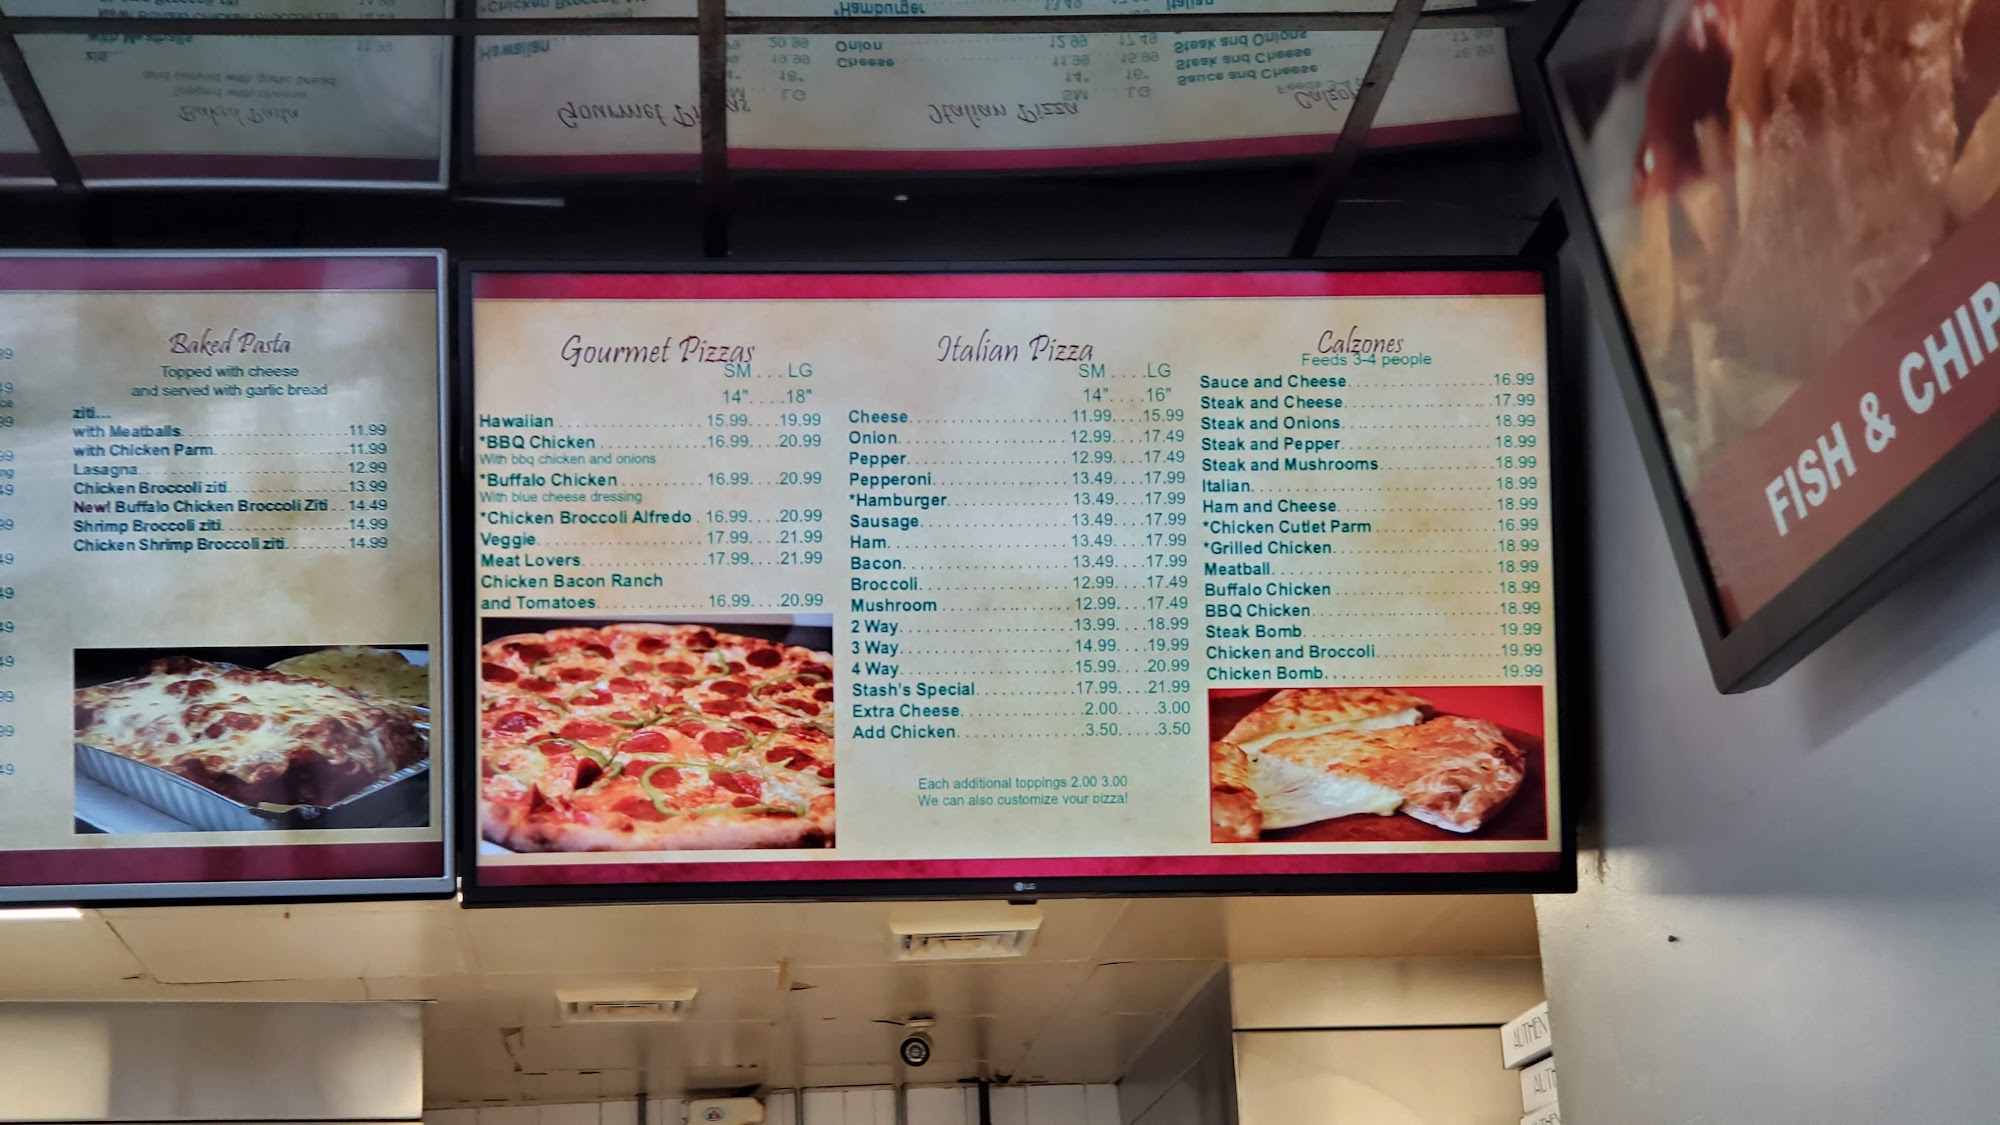 Baked Pasta
Topped with cheese
and served with garlic bread
ziti...
with Meatballs. . . . . . . . . . . . . . . . .11.99
with Chicken Parm. . . . . . . . . . . . . .11.99
Lasagna. . . . . . . . . . . . . . . . . . . . . .12.99
Chicken Broccoli ziti. . . . . . . . . . . . .13.99
New! Buffalo Chicken Broccoli Ziti . . 14.49
Shrimp Broccoli ziti. . . . . . . . . . . . . .14.99
Chicken Shrimp Broccoli ziti. . . . . . . .14.99
Gourmet Pizzas
SM . . . LG
14". . . .18"
Hawaiian . . . . . . . . . . . . . . 15.99. . . .19.99
*BBQ Chicken . . . . . . . . . . 16.99. . . .20.99
With bbq chicken and onions
*Buffalo Chicken . . . . . . . . 16.99. . . .20.99
With blue cheese dressing
*Chicken Broccoli Alfredo . 16.99. . . .20.99
Veggie. . . . . . . . . . . . . . . . 17.99. . . .21.99
Meat Lovers. . . . . . . . . . . . 17.99. . . .21.99
Chicken Bacon Ranch
and Tomatoes. . . . . . . . . . . 16.99. . . .20.99
Italian Pizza
SM . . . .LG
14". . . .16"
Cheese. . . . . . . . . . . . . . . . 11.99. . . .15.99
Onion. . . . . . . . . . . . . . . . . 12.99. . . .17.49
Pepper. . . . . . . . . . . . . . . . 12.99. . . .17.49
Pepperoni. . . . . . . . . . . . . . 13.49. . . .17.99
*Hamburger. . . . . . . . . . . . 13.49. . . .17.99
Sausage. . . . . . . . . . . . . . . 13.49. . . .17.99
Ham. . . . . . . . . . . . . . . . . . 13.49. . . .17.99
Bacon. . . . . . . . . . . . . . . . . 13.49. . . .17.99
Broccoli. . . . . . . . . . . . . . . 12.99. . . .17.49
Mushroom . . . . . . . . . . . . . 12.99. . . .17.49
2 Way. . . . . . . . . . . . . . . . . 13.99. . . .18.99
3 Way. . . . . . . . . . . . . . . . . 14.99. . . .19.99
4 Way. . . . . . . . . . . . . . . . . 15.99. . . .20.99
Stash's Special. . . . . . . . . . .17.99. . . .21.99
Extra Cheese. . . . . . . . . . . . .2.00. . . . .3.00
Add Chicken. . . . . . . . . . . . . .3.50. . . . .3.50
Each additional toppings 2.00 3.00
We can also customize your pizza!
Calzones
Feeds 3-4 people
Sauce and Cheese. . . . . . . . . . . . . . .16.99
Steak and Cheese. . . . . . . . . . . . . . .17.99
Steak and Onions. . . . . . . . . . . . . . . 18.99
Steak and Pepper. . . . . . . . . . . . . . . 18.99
Steak and Mushrooms. . . . . . . . . . . . 18.99
Italian. . . . . . . . . . . . . . . . . . . . . . . . 18.99
Ham and Cheese. . . . . . . . . . . . . . . . 18.99
*Chicken Cutlet Parm . . . . . . . . . . . . 16.99
*Grilled Chicken. . . . . . . . . . . . . . . . .18.99
Meatball. . . . . . . . . . . . . . . . . . . . . . .18.99
Buffalo Chicken . . . . . . . . . . . . . . . . .18.99
BBQ Chicken. . . . . . . . . . . . . . . . . . .18.99
Steak Bomb. . . . . . . . . . . . . . . . . . . .19.99
Chicken and Broccoli. . . . . . . . . . . . .19.99
Chicken Bomb. . . . . . . . . . . . . . . . . .19.99
FISH & CHIP
LG